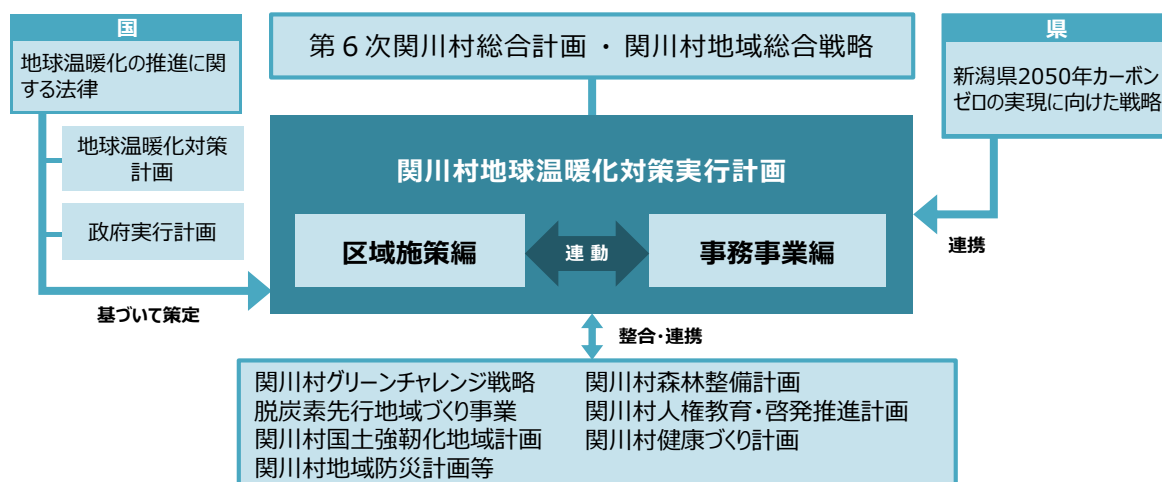 国
地球温暖化の推進に関
する法律
地球温暖化対策
計画
政府実行計画
基づいて策定
第6次関川村総合計画 ・ 関川村地域総合戦略
県
新潟県2050年カーボン
ゼロの実現に向けた戦略
連携
関川村地球温暖化対策実行計画
区域施策編
連動
事務事業編
整合・連携
関川村グリーンチャレンジ戦略
脱炭素先行地域づくり事業
関川村国土強靭化地域計画
関川村地域防災計画等
関川村森林整備計画
関川村人権教育・啓発推進計画
関川村健康づくり計画